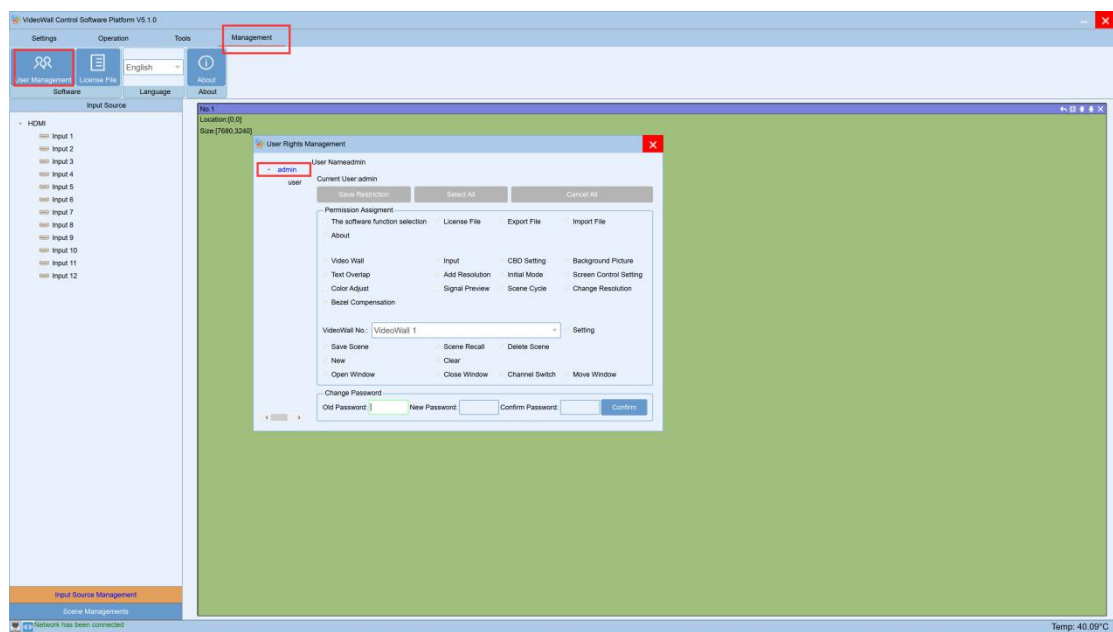 VideoWall Control Software Platform V5.1.0
Settings Operation Tools Management
User Management License File English About
Software Language About
Input Source
HDMI
Input 1
Input 2
Input 3
Input 4
Input 5
Input 6
Input 7
Input 8
Input 9
Input 10
Input 11
Input 12
No.1
Location:[0,0]
Size:[7680,3240]
User Rights Management
admin
user
User Nameadmin
Current User:admin
Save Restriction Select All Cancel All
Permission Assigment
The software function selection License File Export File Import File
About
Video Wall Input CBD Setting Background Picture
Text Overlap Add Resolution Initial Mode Screen Control Setting
Color Adjust Signal Preview Scene Cycle Change Resolution
Bezel Compensation
VideoWall No.: VideoWall 1 Setting
Save Scene Scene Recall Delete Scene
New Clear
Open Window Close Window Channel Switch Move Window
Change Password
Old Password: New Password: Confirm Password: Confirm
Input Source Management
Scene Managements
Network has been connected
Temp: 40.09°C